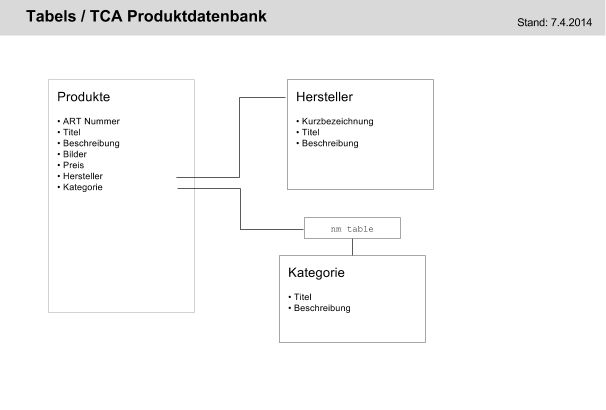 Tabels / TCA Produktdatenbank
Stand: 7.4.2014
Produkte
• ART Nummer
• Titel
• Beschreibung
• Bilder
• Preis
• Hersteller
• Kategorie
Hersteller
• Kurzbezeichnung
• Titel
• Beschreibung
nm table
Kategorie
• Titel
• Beschreibung